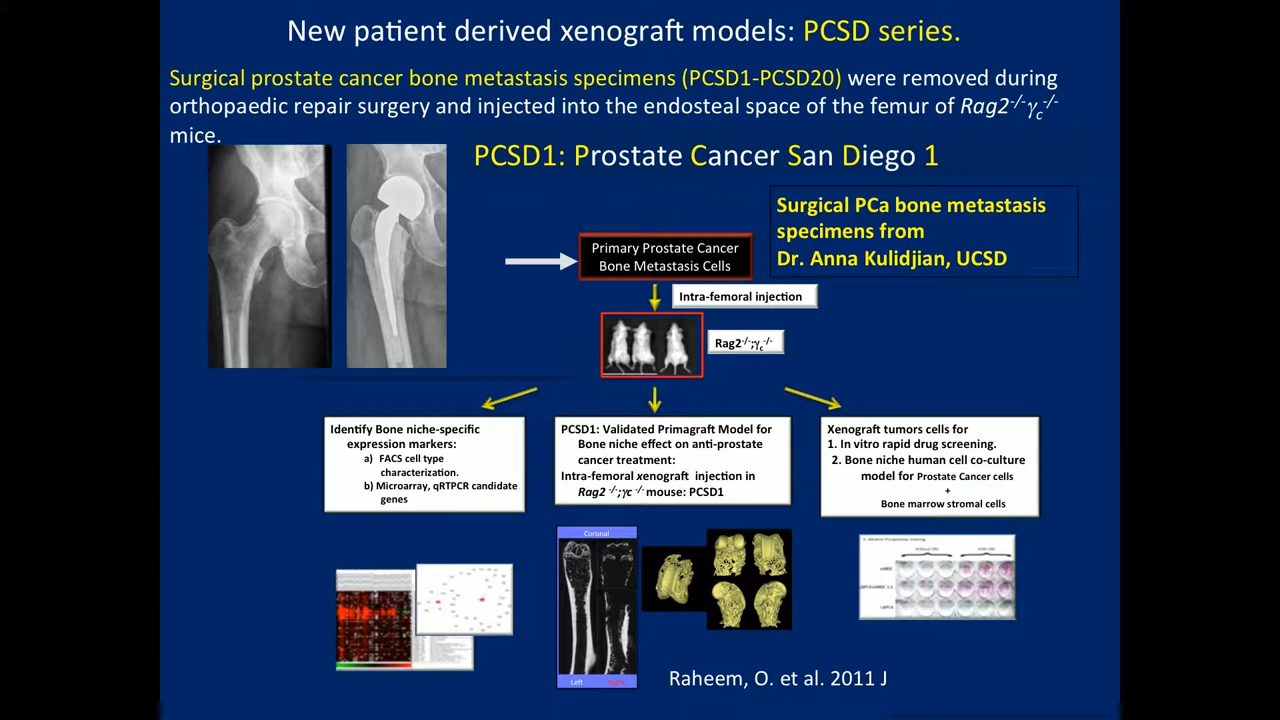 New patient derived xenograft models: PCSD series.
Surgical prostate cancer bone metastasis specimens (PCSD1-PCSD20) were removed during
orthopaedic repair surgery and injected into the endosteal space of the femur of Rag2-/-γc-/-
mice.
PCSD1: Prostate Cancer San Diego 1
Surgical PCa bone metastasis
specimens from
Dr. Anna Kulidjian, UCSD
Primary Prostate Cancer
Bone Metastasis Cells
Intra-femoral injection
Rag2-/-;γc-/-
Identify Bone niche-specific
expression markers:
a) FACS cell type
characterization.
b) Microarray, qRTPCR candidate
genes
PCSD1: Validated Primagraft Model for
Bone niche effect on anti-prostate
cancer treatment:
Intra-femoral xenograft injection in
Rag2 -/-;γc -/- mouse: PCSD1
Xenograft tumors cells for
1. In vitro rapid drug screening.
2. Bone niche human cell co-culture
model for Prostate Cancer cells
+
Bone marrow stromal cells
Coronal
Left Right
Raheem, O. et al. 2011 J